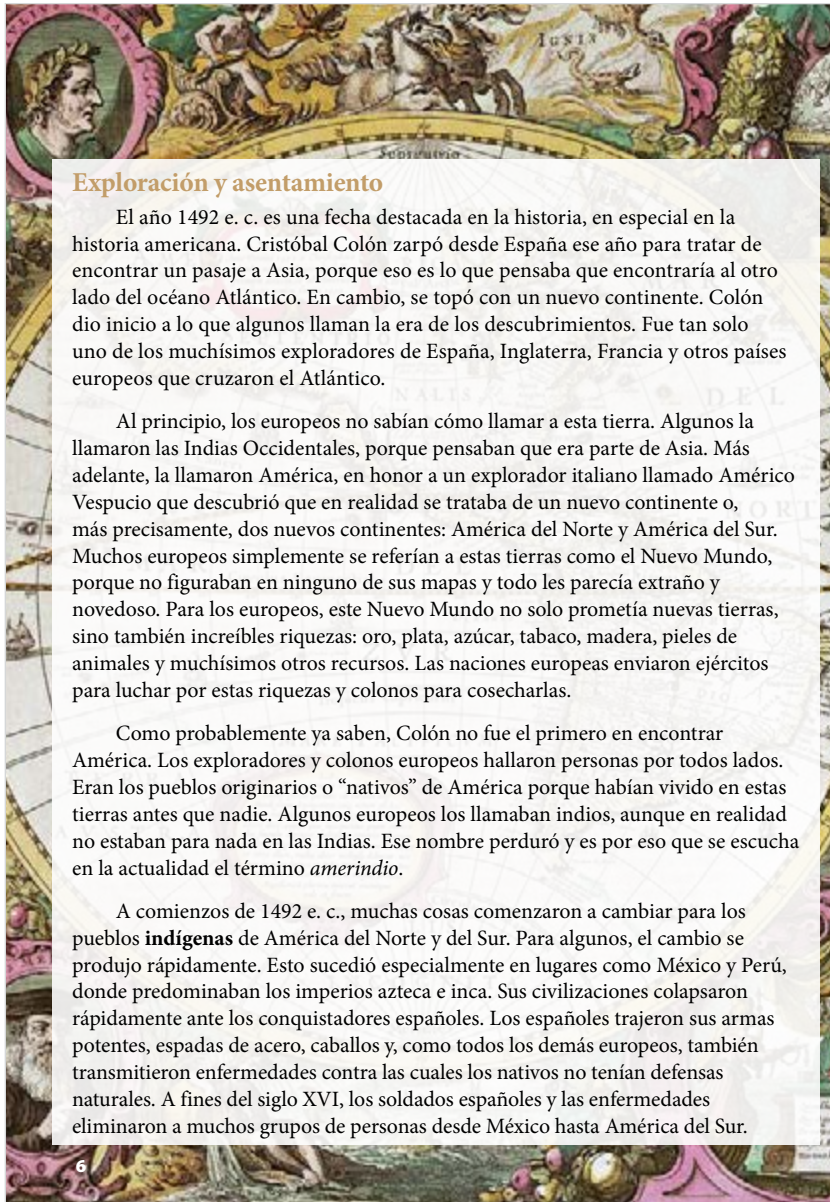 IGNIS
Septentrio
Exploración y asentamiento
El año 1492 e. c. es una fecha destacada en la historia, en especial en la
historia americana. Cristóbal Colón zarpó desde España ese año para tratar de
encontrar un pasaje a Asia, porque eso es lo que pensaba que encontraría al otro
lado del océano Atlántico. En cambio, se topó con un nuevo continente. Colón
dio inicio a lo que algunos llaman la era de los descubrimientos. Fue tan solo
uno de los muchísimos exploradores de España, Inglaterra, Francia y otros países
europeos que cruzaron el Atlántico.
Al principio, los europeos no sabían cómo llamar a esta tierra. Algunos la
llamaron las Indias Occidentales, porque pensaban que era parte de Asia. Más
adelante, la llamaron América, en honor a un explorador italiano llamado Américo
Vespucio que descubrió que en realidad se trataba de un nuevo continente o,
más precisamente, dos nuevos continentes: América del Norte y América del Sur.
Muchos europeos simplemente se referían a estas tierras como el Nuevo Mundo,
porque no figuraban en ninguno de sus mapas y todo les parecía extraño y
novedoso. Para los europeos, este Nuevo Mundo no solo prometía nuevas tierras,
sino también increíbles riquezas: oro, plata, azúcar, tabaco, madera, pieles de
animales y muchísimos otros recursos. Las naciones europeas enviaron ejércitos
para luchar por estas riquezas y colonos para cosecharlas.
Como probablemente ya saben, Colón no fue el primero en encontrar
América. Los exploradores y colonos europeos hallaron personas por todos lados.
Eran los pueblos originarios o “nativos” de América porque habían vivido en estas
tierras antes que nadie. Algunos europeos los llamaban indios, aunque en realidad
no estaban para nada en las Indias. Ese nombre perduró y es por eso que se escucha
en la actualidad el término amerindio.
A comienzos de 1492 e. c., muchas cosas comenzaron a cambiar para los
pueblos indígenas de América del Norte y del Sur. Para algunos, el cambio se
produjo rápidamente. Esto sucedió especialmente en lugares como México y Perú,
donde predominaban los imperios azteca e inca. Sus civilizaciones colapsaron
rápidamente ante los conquistadores españoles. Los españoles trajeron sus armas
potentes, espadas de acero, caballos y, como todos los demás europeos, también
transmitieron enfermedades contra las cuales los nativos no tenían defensas
naturales. A fines del siglo XVI, los soldados españoles y las enfermedades
eliminaron a muchos grupos de personas desde México hasta América del Sur.
6